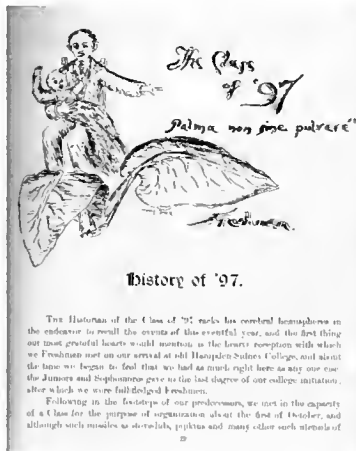 The Class
of '97
"Palma non sine pulvere"
Freshmen.
History of '97.
THE Historian of the Class of '97 racks his cerebral hemispheres in
the endeavor to recall the events of this eventful year, and the first thing
our most grateful hearts would mention is the hearty reception with which
we Freshmen met on our arrival at old Hampden-Sidney College, and about
the time we began to feel that we had as much right here as any one else
the Juniors and Sophomores gave us the last degree of our college initiation,
after which we were full-fledged Freshmen.
Following in the footsteps of our predecessors, we met in the capacity
of a Class for the purpose of organization about the first of October, and
although such missiles as and many other such utensils of